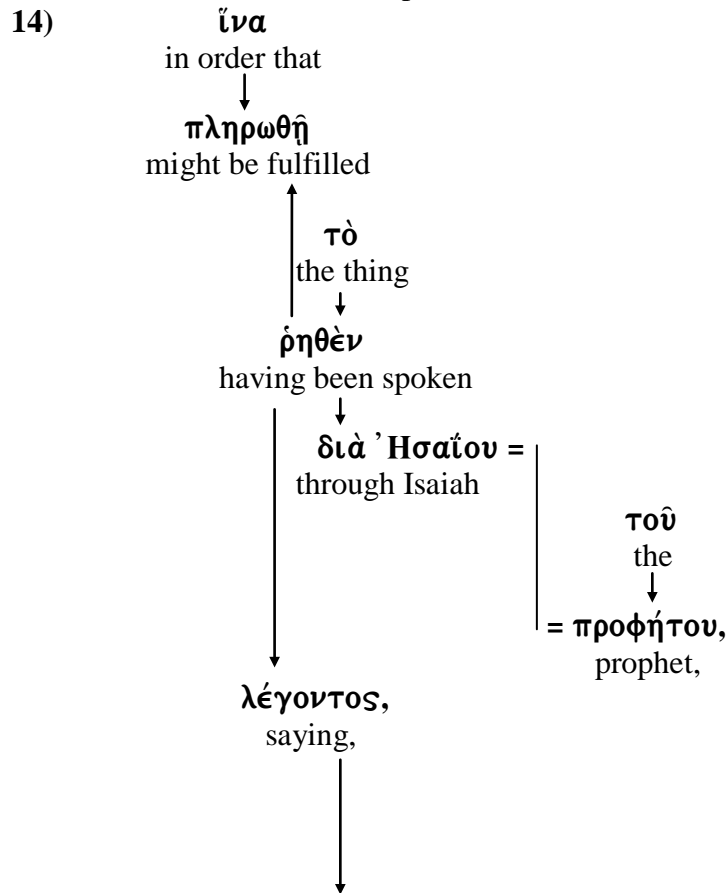 14) ἵνα
in order that
πληρωθῇ
might be fulfilled
τὸ
the thing
ῥηθὲν
having been spoken
διὰ Ἠσαΐου =
through Isaiah
τοῦ
the
= προφήτου,
prophet,
λέγοντος,
saying,